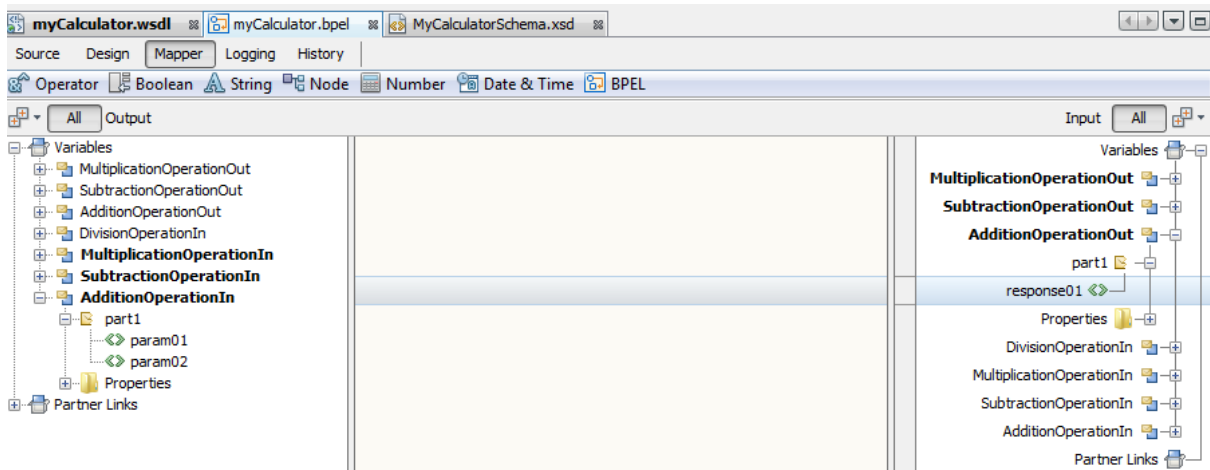 myCalculator.wsdl myCalculator.bpel MyCalculatorSchema.xsd
Source Design Mapper Logging History
Operator Boolean String Node Number Date & Time BPEL
All Output Input All
Variables
MultiplicationOperationOut
SubtractionOperationOut
AdditionOperationOut
DivisionOperationIn
MultiplicationOperationIn
SubtractionOperationIn
AdditionOperationIn
part1
param01
param02
Properties
Partner Links
Variables
MultiplicationOperationOut
SubtractionOperationOut
AdditionOperationOut
part1
response01
Properties
DivisionOperationIn
MultiplicationOperationIn
SubtractionOperationIn
AdditionOperationIn
Partner Links